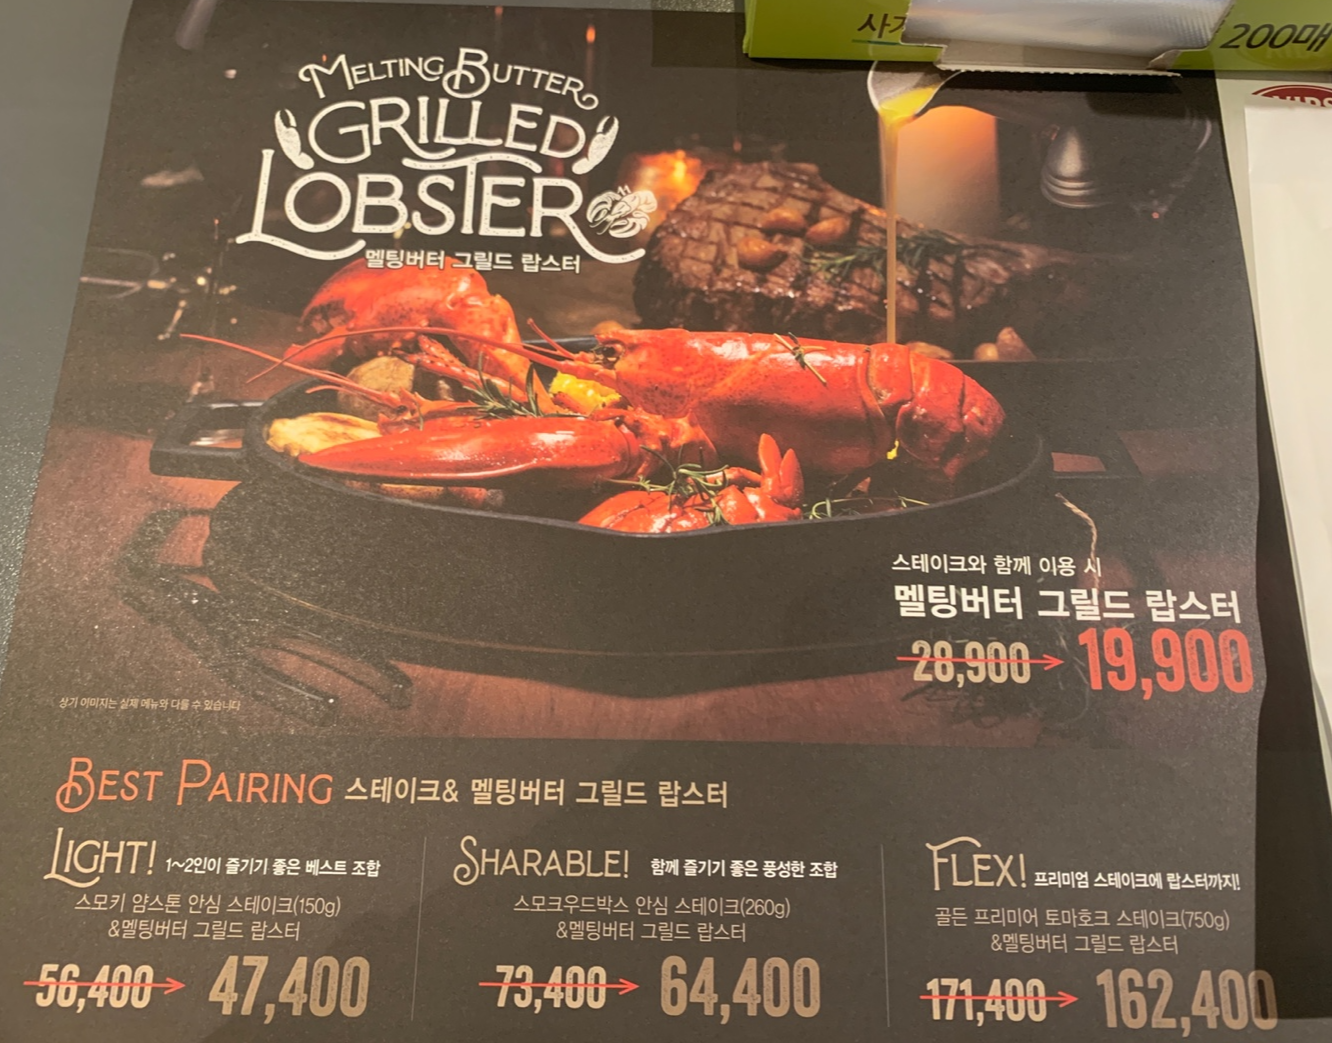 사
200매
VIPS
MELTING BUTTER
GRILLED
LOBSTER
멜팅버터 그릴드 랍스터
스테이크와 함께 이용 시
멜팅버터 그릴드 랍스터
28,900 19,900
상기 이미지는 실제 메뉴와 다를 수 있습니다
BEST PAIRING 스테이크& 멜팅버터 그릴드 랍스터
LIGHT! 1~2인이 즐기기 좋은 베스트 조합
스모키 얌스톤 안심 스테이크(150g)
&멜팅버터 그릴드 랍스터
56,400 47,400
SHARABLE! 함께 즐기기 좋은 풍성한 조합
스모크우드박스 안심 스테이크(260g)
&멜팅버터 그릴드 랍스터
73,400 64,400
FLEX! 프리미엄 스테이크에 랍스터까지!
골든 프리미어 토마호크 스테이크(750g)
&멜팅버터 그릴드 랍스터
171,400 162,400